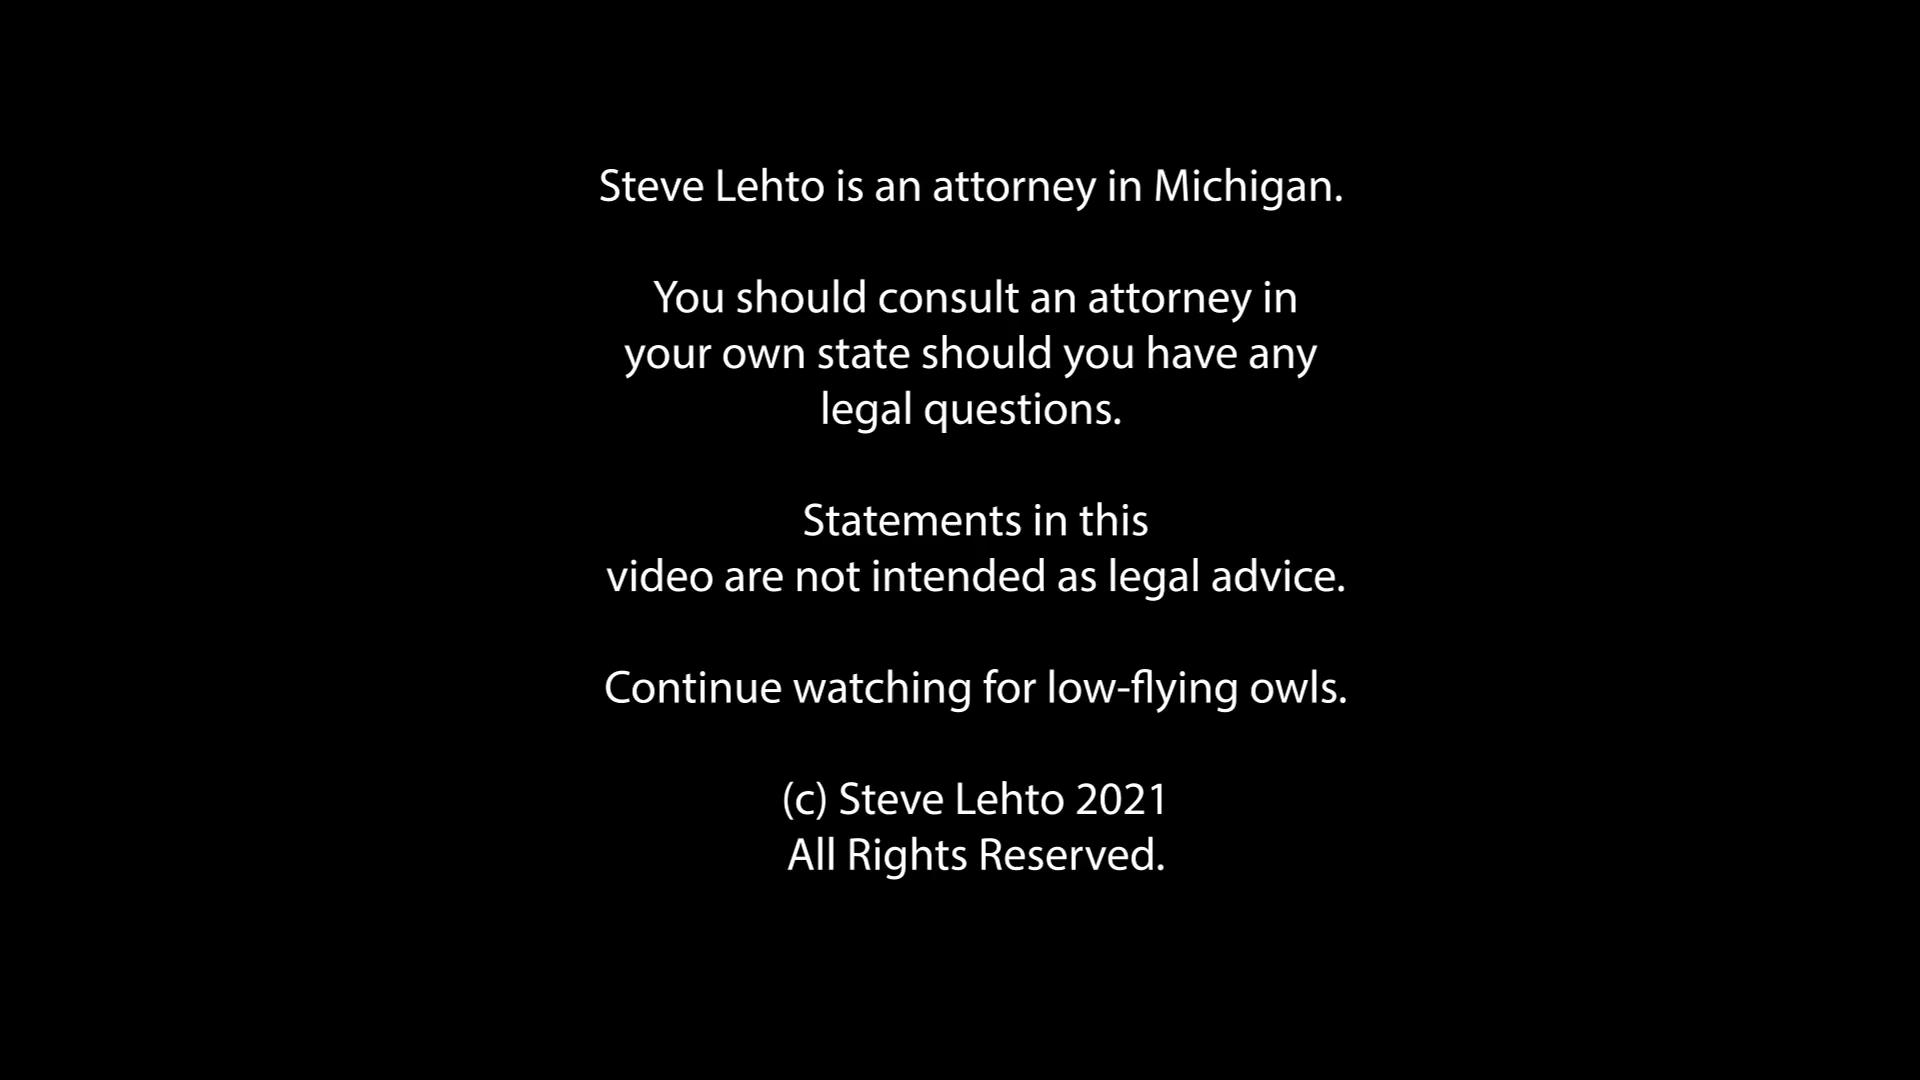 Steve Lehto is an attorney in Michigan.
You should consult an attorney in
your own state should you have any
legal questions.
Statements in this
video are not intended as legal advice.
Continue watching for low-flying owls.
(c) Steve Lehto 2021
All Rights Reserved.